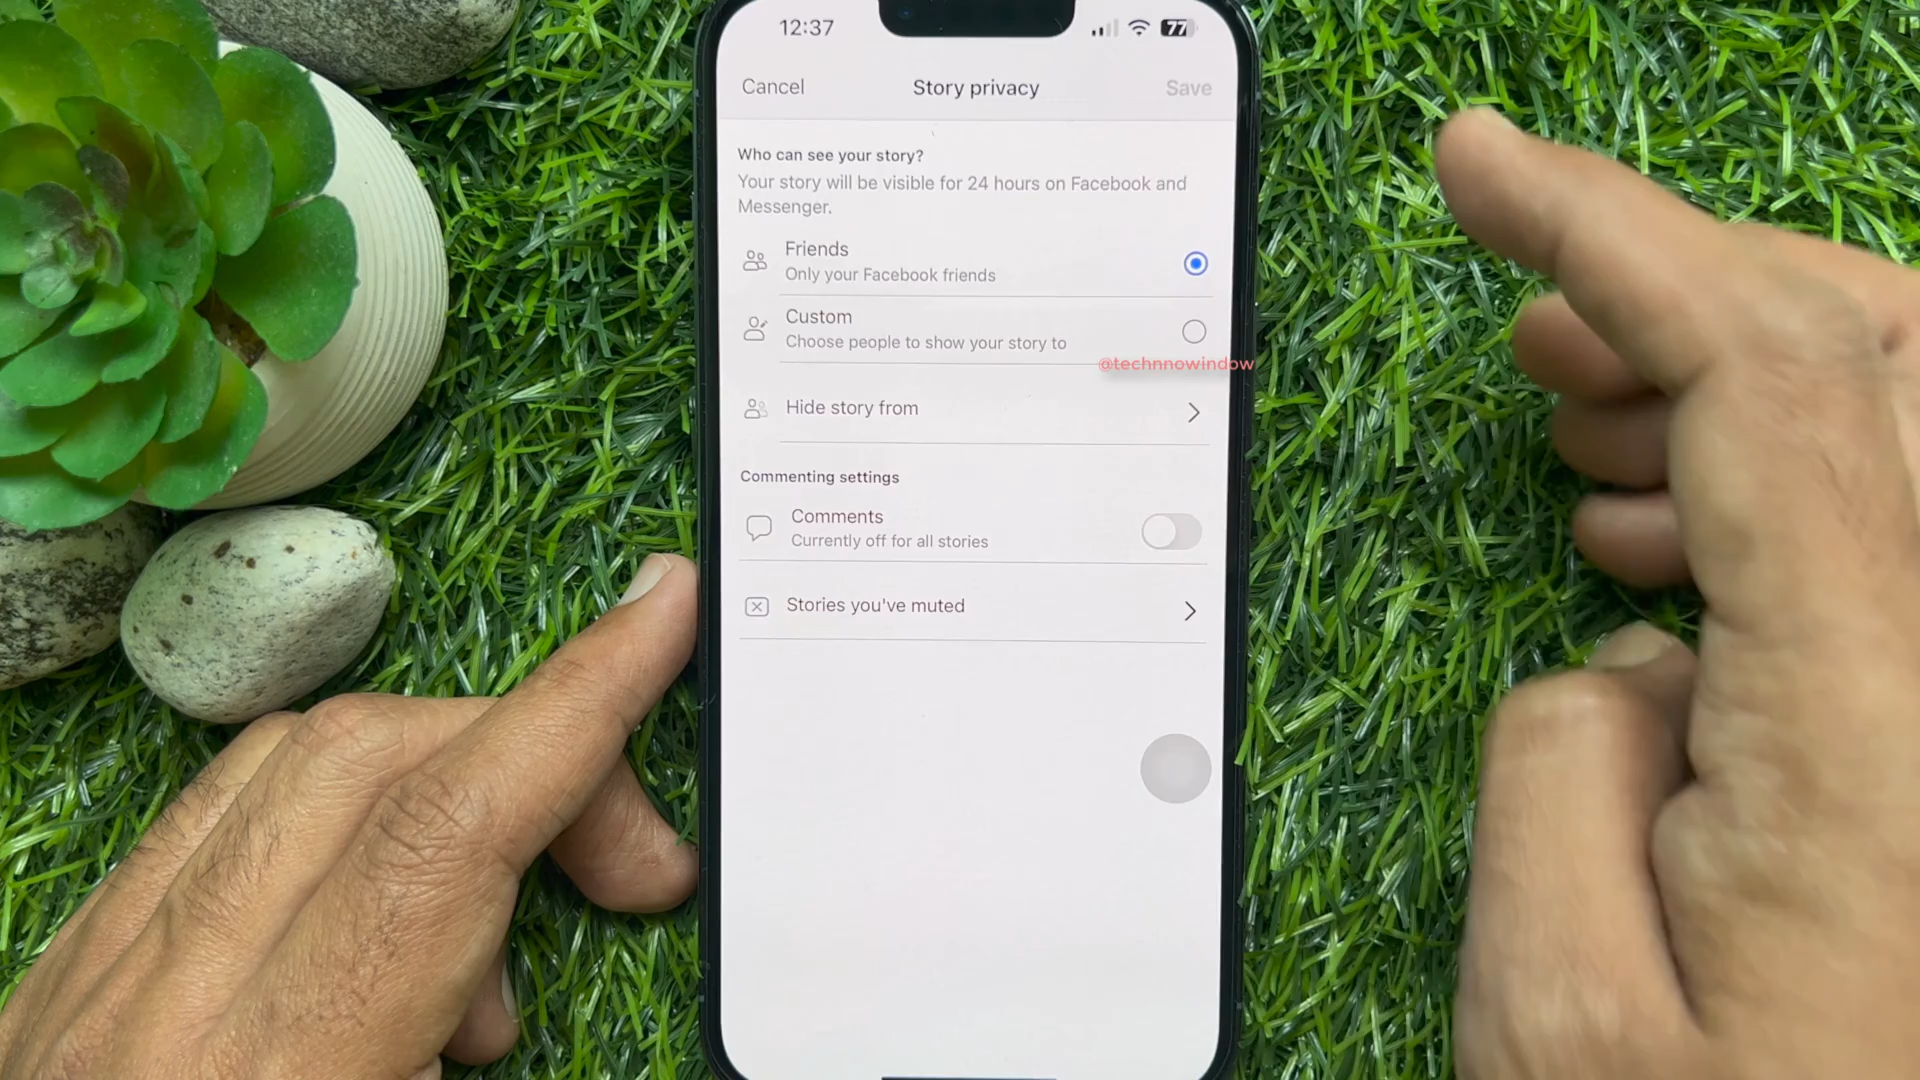 12:37
77
Cancel
Story privacy
Save
Who can see your story?
Your story will be visible for 24 hours on Facebook and
Messenger.
Friends
Only your Facebook friends
Custom
Choose people to show your story to
@technnowindow
Hide story from
Commenting settings
Comments
Currently off for all stories
Stories you've muted